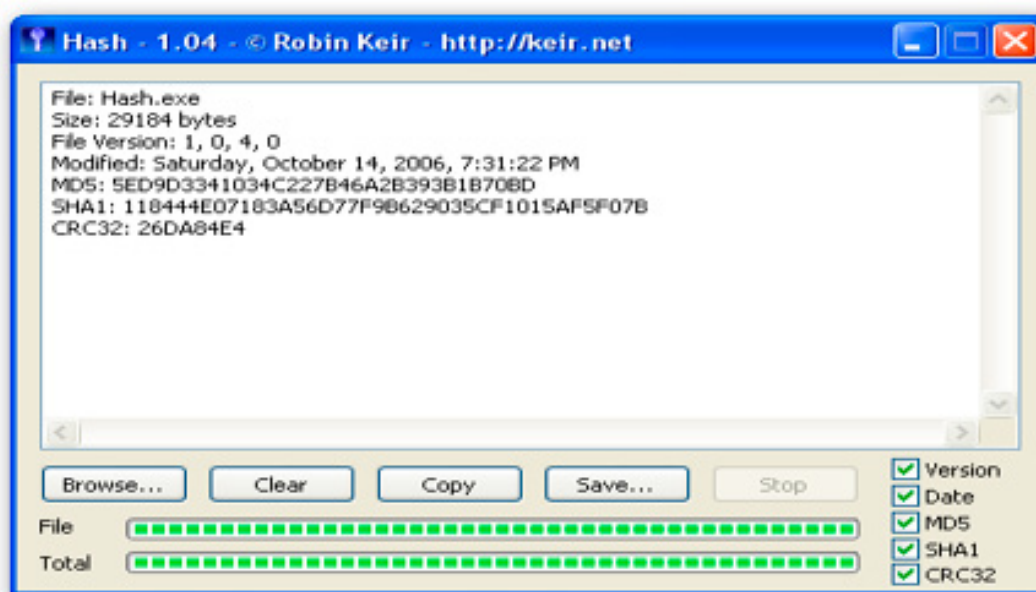 Hash - 1.04 - © Robin Keir - http://keir.net
File: Hash.exe
Size: 29184 bytes
File Version: 1, 0, 4, 0
Modified: Saturday, October 14, 2006, 7:31:22 PM
MD5: 5ED9D3341034C227B46A2B393B1B70BD
SHA1: 118444E07183A56D77F9B629035CF1015AF5F07B
CRC32: 26DA84E4
Browse...
Clear
Copy
Save...
Stop
Version
Date
MD5
SHA1
CRC32
File
Total